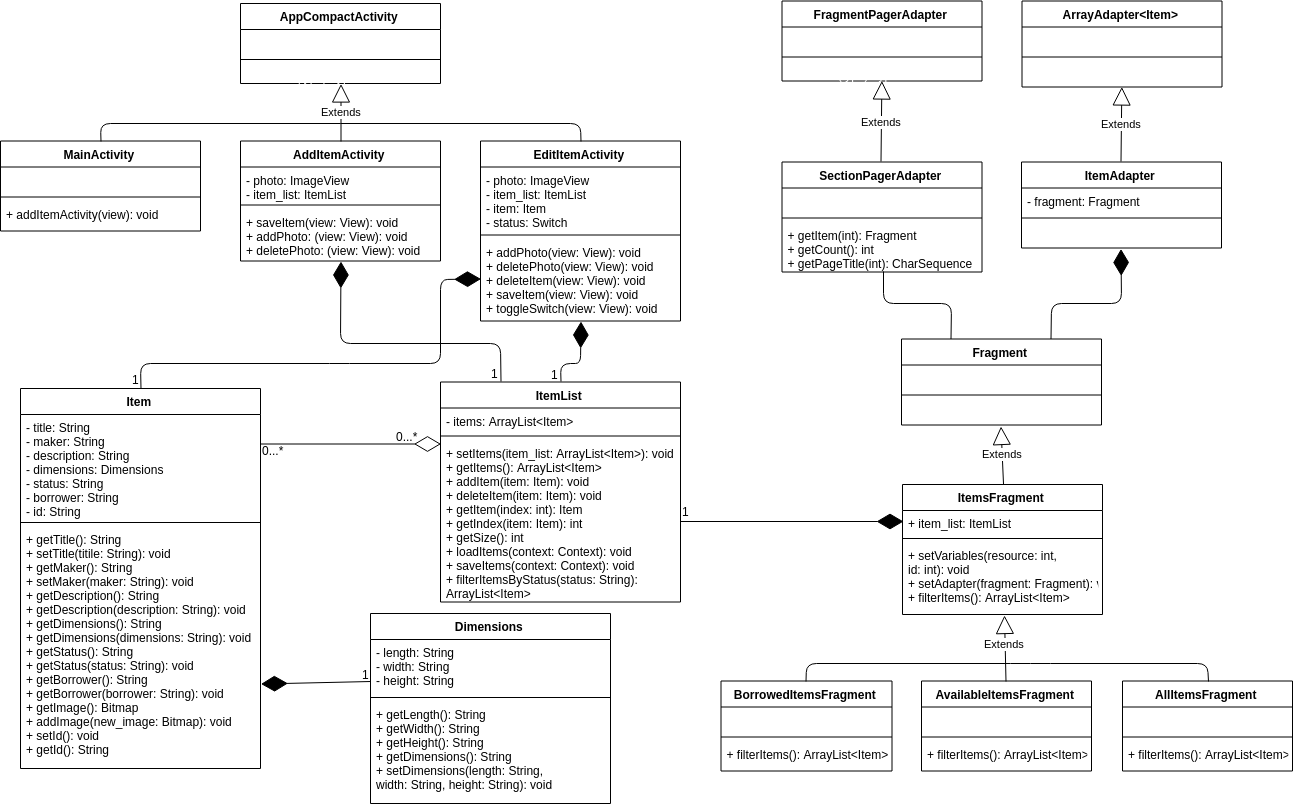 AppCompactActivity
Extends
MainActivity
+ addItemActivity(view): void
AddItemActivity
- photo: ImageView
- item_list: ItemList
+ saveItem(view: View): void
+ addPhoto: (view: View): void
+ deletePhoto: (view: View): void
EditItemActivity
- photo: ImageView
- item_list: ItemList
- item: Item
- status: Switch
+ addPhoto(view: View): void
+ deletePhoto(view: View): void
+ deleteItem(view: View): void
+ saveItem(view: View): void
+ toggleSwitch(view: View): void
FragmentPagerAdapter
Extends
SectionPagerAdapter
+ getItem(int): Fragment
+ getCount(): int
+ getPageTitle(int): CharSequence
ArrayAdapter<Item>
Extends
ItemAdapter
- fragment: Fragment
Fragment
Extends
1
Item
- title: String
- maker: String
- description: String
- dimensions: Dimensions
- status: String
- borrower: String
- id: String
+ getTitle(): String
+ setTitle(titile: String): void
+ getMaker(): String
+ setMaker(maker: String): void
+ getDescription(): String
+ getDescription(description: String): void
+ getDimensions(): String
+ getDimensions(dimensions: String): void
+ getStatus(): String
+ getStatus(status: String): void
+ getBorrower(): String
+ getBorrower(borrower: String): void
+ getImage(): Bitmap
+ addImage(new_image: Bitmap): void
+ setId(): void
+ getId(): String
0...*
0...*
1
1
ItemList
- items: ArrayList<Item>
+ setItems(item_list: ArrayList<Item>): void
+ getItems(): ArrayList<Item>
+ addItem(item: Item): void
+ deleteItem(item: Item): void
+ getItem(index: int): Item
+ getIndex(item: Item): int
+ getSize(): int
+ loadItems(context: Context): void
+ saveItems(context: Context): void
+ filterItemsByStatus(status: String):
ArrayList<Item>
1
ItemsFragment
+ item_list: ItemList
+ setVariables(resource: int,
id: int): void
+ setAdapter(fragment: Fragment):
+ filterItems(): ArrayList<Item>
Extends
1
Dimensions
- length: String
- width: String
- height: String
+ getLength(): String
+ getWidth(): String
+ getHeight(): String
+ getDimensions(): String
+ setDimensions(length: String,
width: String, height: String): void
BorrowedItemsFragment
+ filterItems(): ArrayList<Item>
AvailableItemsFragment
+ filterItems(): ArrayList<Item>
AllItemsFragment
+ filterItems(): ArrayList<Item>